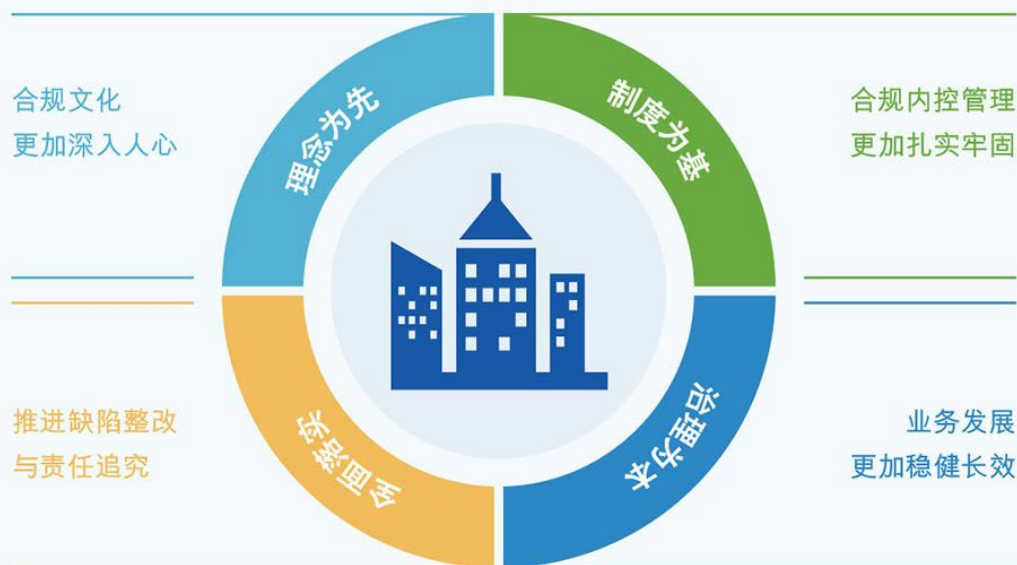 合规文化
更加深入人心
理念为先
制度为基
合规内控管理
更加扎实牢固
推进缺陷整改
与责任追究
全面落实
治理为本
业务发展
更加稳健长效